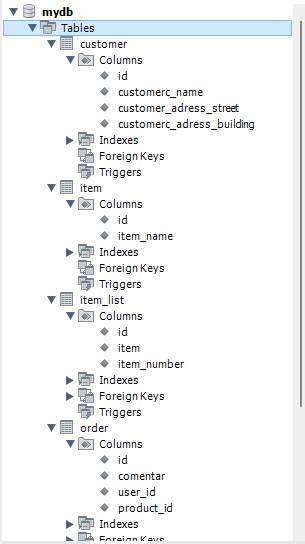 mydb
Tables
customer
Columns
id
customerc_name
customer_adress_street
customerc_adress_building
Indexes
Foreign Keys
Triggers
item
Columns
id
item_name
Indexes
Foreign Keys
Triggers
item_list
Columns
id
item
item_number
Indexes
Foreign Keys
Triggers
order
Columns
id
comentar
user_id
product_id
Indexes
Foreign Keys